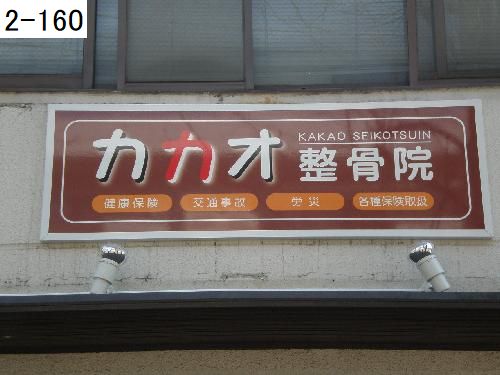 2-160
カカオ
KAKAO SEIKOTSUIN
整骨院
健康保険
交通事故
労災
各種保険取扱